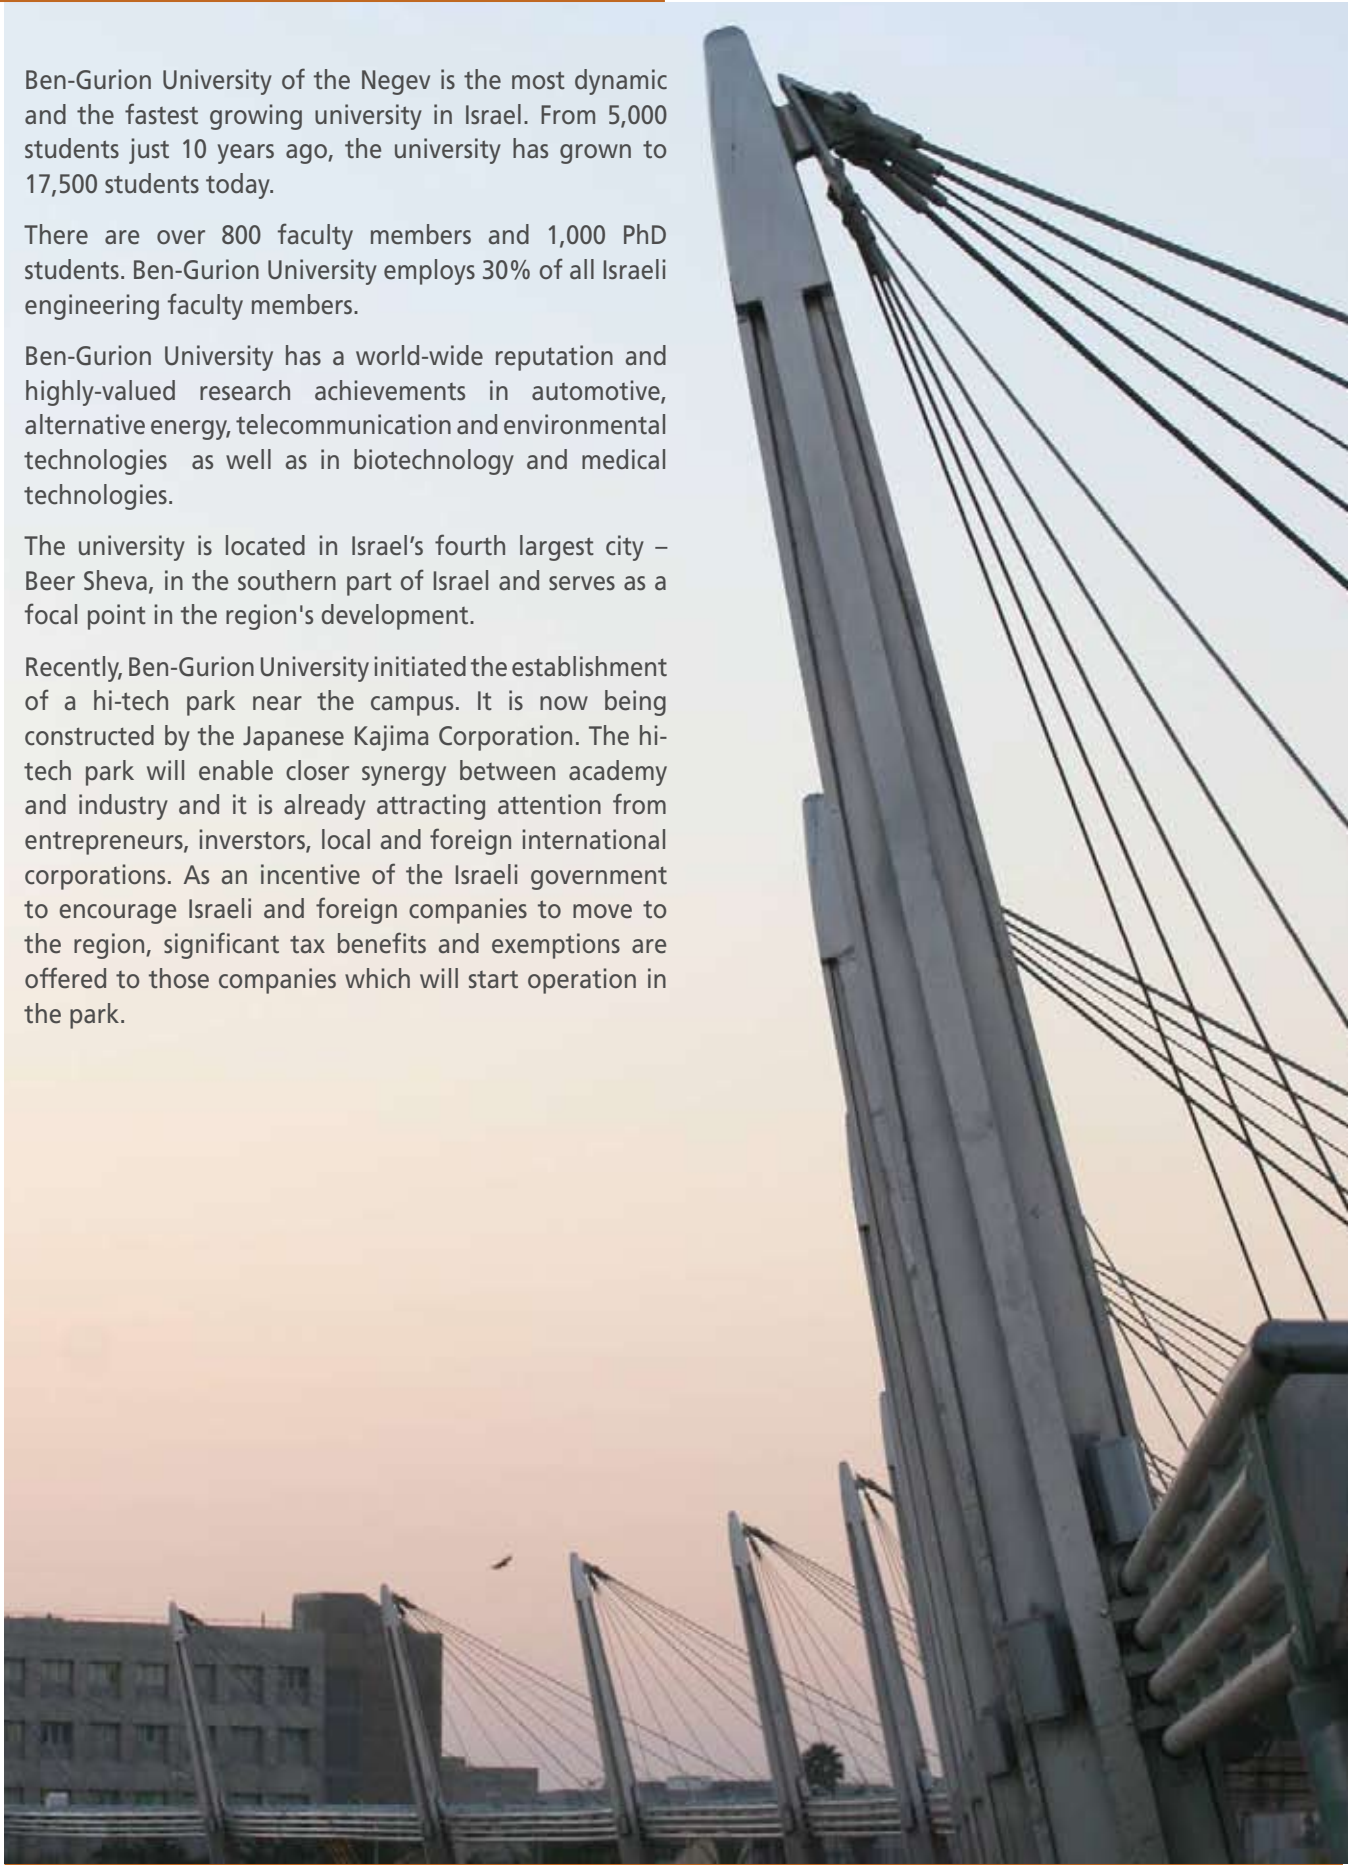 Ben-Gurion University of the Negev is the most dynamic
and the fastest growing university in Israel. From 5,000
students just 10 years ago, the university has grown to
17,500 students today.
There are over 800 faculty members and 1,000 PhD
students. Ben-Gurion University employs 30% of all Israeli
engineering faculty members.
Ben-Gurion University has a world-wide reputation and
highly-valued research achievements in automotive,
alternative energy, telecommunication and environmental
technologies as well as in biotechnology and medical
technologies.
The university is located in Israel’s fourth largest city –
Beer Sheva, in the southern part of Israel and serves as a
focal point in the region's development.
Recently, Ben-Gurion University initiated the establishment
of a hi-tech park near the campus. It is now being
constructed by the Japanese Kajima Corporation. The hi-
tech park will enable closer synergy between academy
and industry and it is already attracting attention from
entrepreneurs, inverstors, local and foreign international
corporations. As an incentive of the Israeli government
to encourage Israeli and foreign companies to move to
the region, significant tax benefits and exemptions are
offered to those companies which will start operation in
the park.